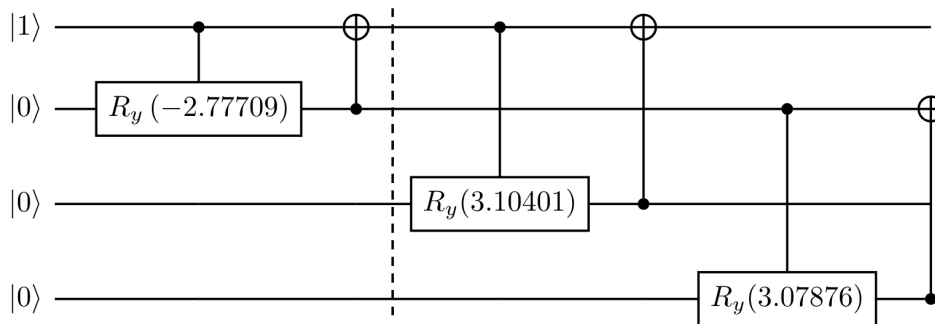 |1⟩
|0⟩ R_y (−2.77709)
|0⟩ R_y(3.10401)
|0⟩ R_y(3.07876)